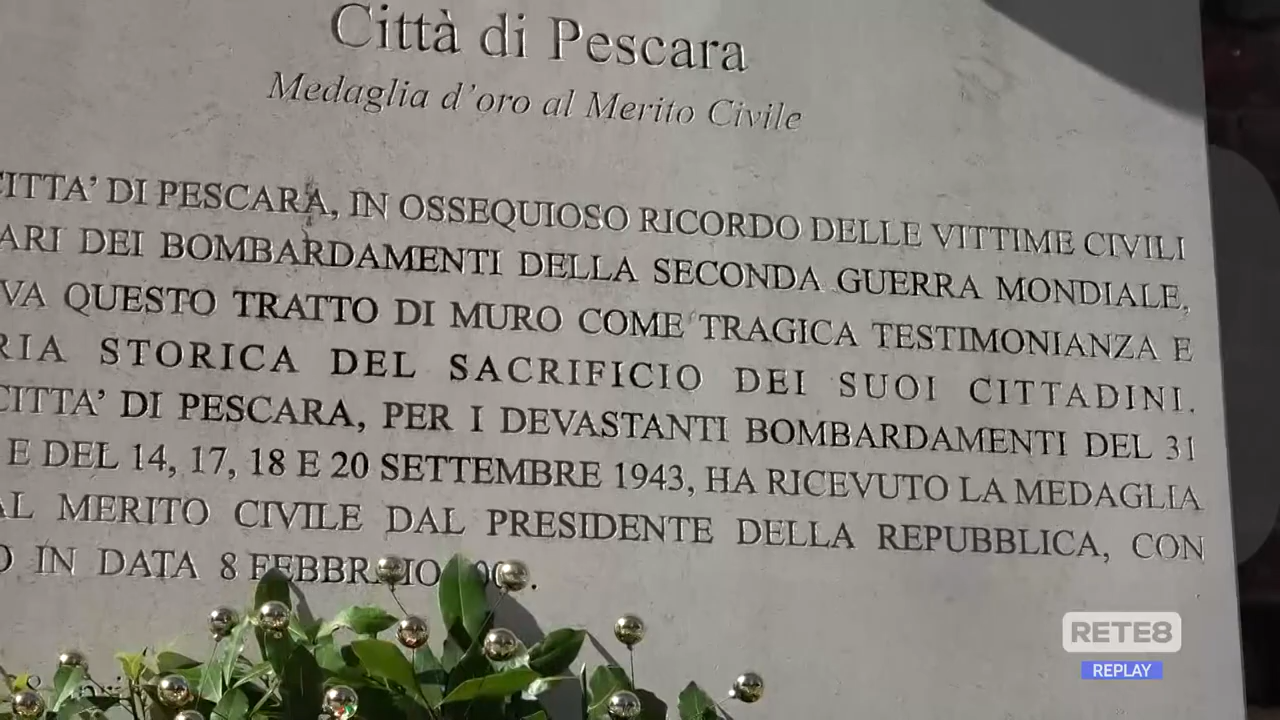 Città di Pescara
Medaglia d'oro al Merito Civile
CITTA' DI PESCARA, IN OSSEQUIOSO RICORDO DELLE VITTIME CIVILI
ARI DEI BOMBARDAMENTI DELLA SECONDA GUERRA MONDIALE,
VA QUESTO TRATTO DI MURO COME TRAGICA TESTIMONIANZA E
RIA STORICA DEL SACRIFICIO DEI SUOI CITTADINI.
CITTA' DI PESCARA, PER I DEVASTANTI BOMBARDAMENTI DEL 31
E DEL 14, 17, 18 E 20 SETTEMBRE 1943, HA RICEVUTO LA MEDAGLIA
AL MERITO CIVILE DAL PRESIDENTE DELLA REPUBBLICA, CON
O IN DATA 8 FEBBRAIO
RETE8
REPLAY